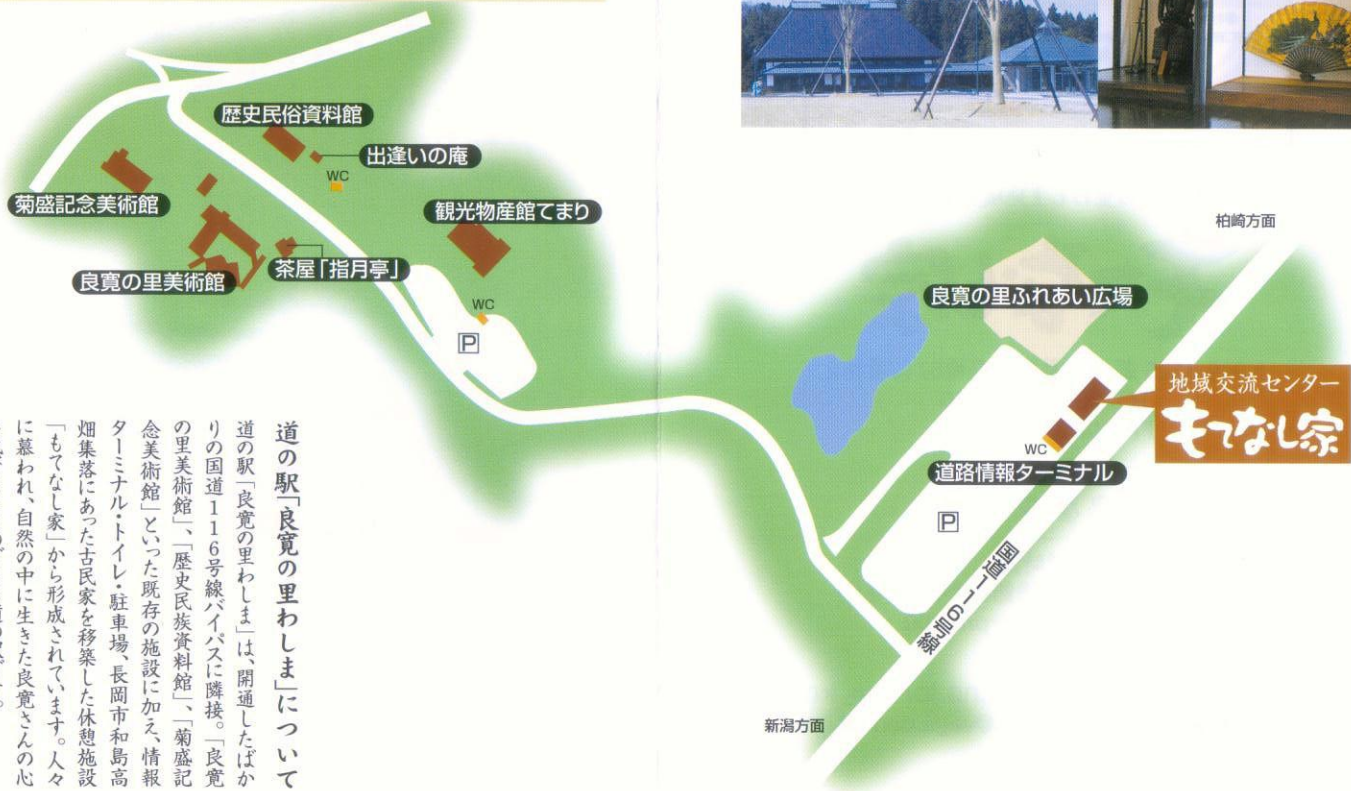 歴史民俗資料館
出逢いの庵
WC
菊盛記念美術館
観光物産館てまり
良寛の里美術館
茶屋「指月亭」
WC
P
柏崎方面
良寛の里ふれあい広場
地域交流センター
もてなし家
WC
道路情報ターミナル
P
国道116号線
新潟方面
道の駅「良寛の里わしま」について
道の駅「良寛の里わしま」は、開通したばか
りの国道116号線バイパスに隣接。「良寛
の里美術館」、「歴史民族資料館」、「菊盛記
念美術館」といった既存の施設に加え、情報
ターミナル・トイレ・駐車場、長岡市和島高
畑集落にあった古民家を移築した休憩施設
「もてなし家」から形成されています。人々
に慕われ、自然の中に生きた良寛さんの心